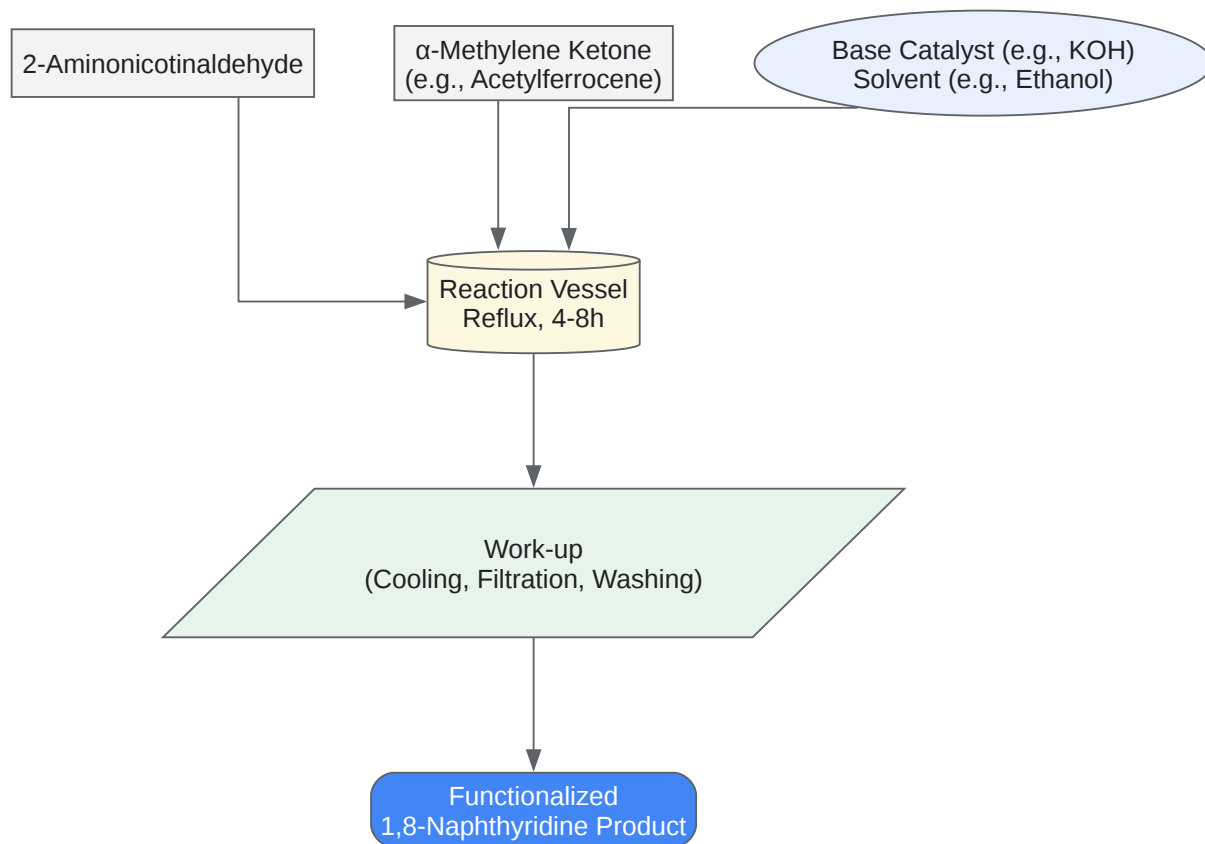 2-Aminonicotinaldehyde
α-Methylene Ketone
(e.g., Acetylferrocene)
Base Catalyst (e.g., KOH)
Solvent (e.g., Ethanol)
Reaction Vessel
Reflux, 4-8h
Work-up
(Cooling, Filtration, Washing)
Functionalized
1,8-Naphthyridine Product